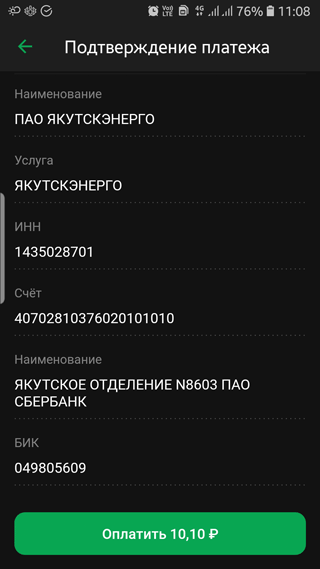 Vo))
LTE
4G
76%
11:08
Подтверждение платежа
Наименование
ПАО ЯКУТСКЭНЕРГО
Услуга
ЯКУТСКЭНЕРГО
ИНН
1435028701
Счёт
40702810376020101010
Наименование
ЯКУТСКОЕ ОТДЕЛЕНИЕ N8603 ПАО
СБЕРБАНК
БИК
049805609
Оплатить 10,10 ₽